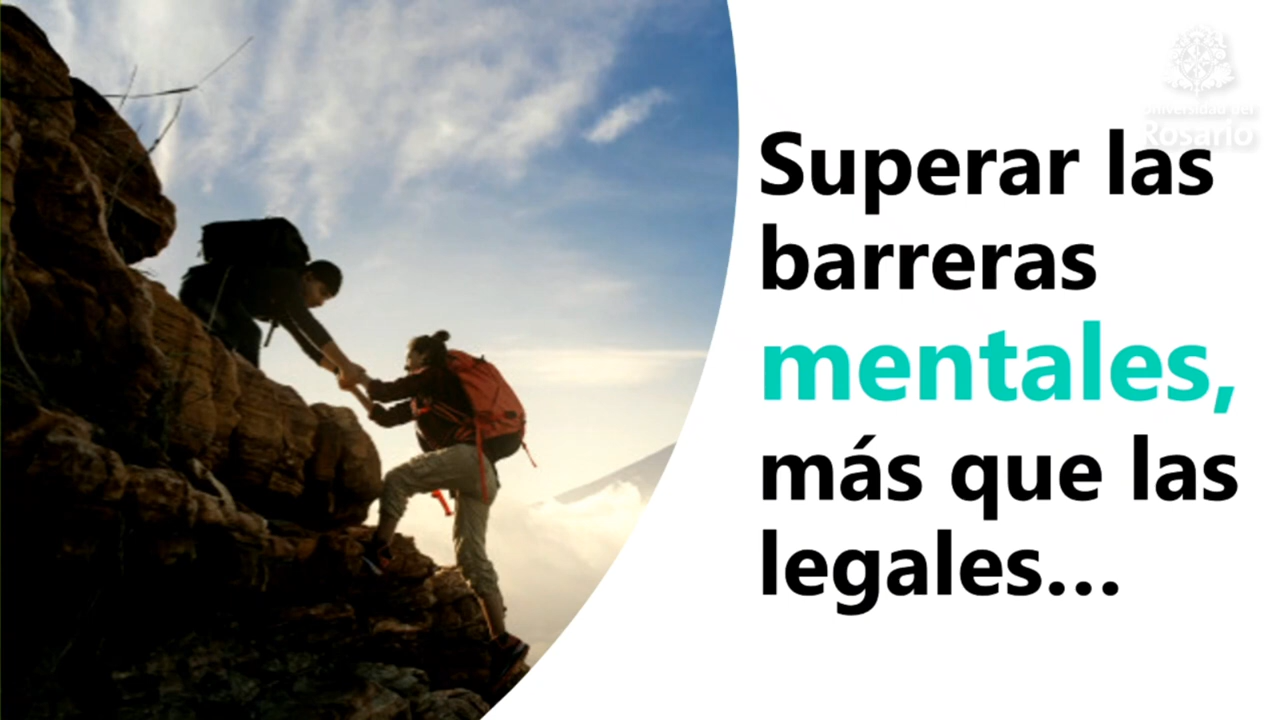 Universidad del
Rosario
Superar las
barreras
mentales,
más que las
legales...